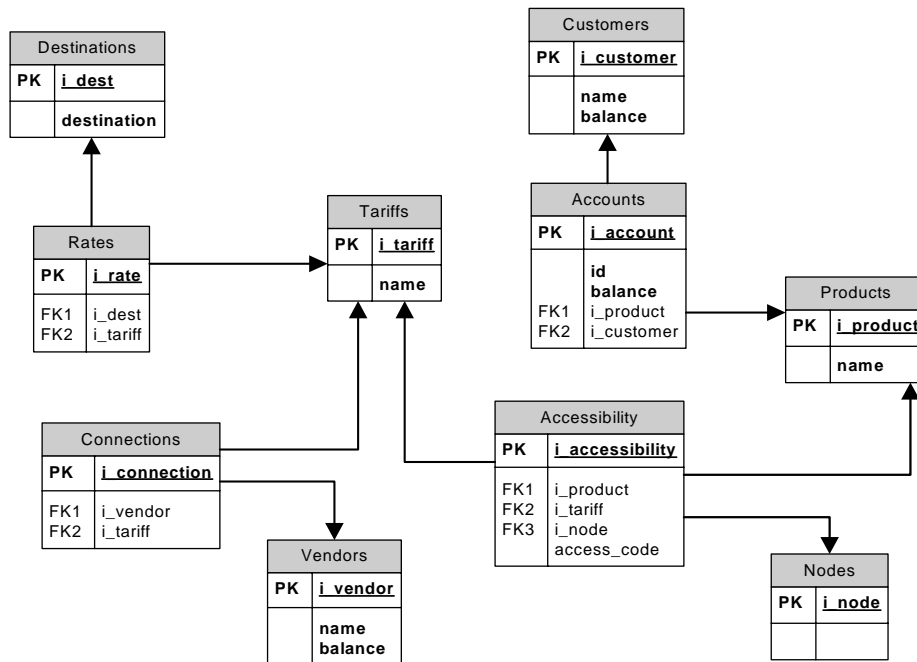 Destinations
PK i_dest
destination
Customers
PK i_customer
name
balance
Tariffs
PK i_tariff
name
Accounts
PK i_account
id
balance
FK1 i_product
FK2 i_customer
Rates
PK i_rate
FK1 i_dest
FK2 i_tariff
Products
PK i_product
name
Connections
PK i_connection
FK1 i_vendor
FK2 i_tariff
Accessibility
PK i_accessibility
FK1 i_product
FK2 i_tariff
FK3 i_node
access_code
Vendors
PK i_vendor
name
balance
Nodes
PK i_node